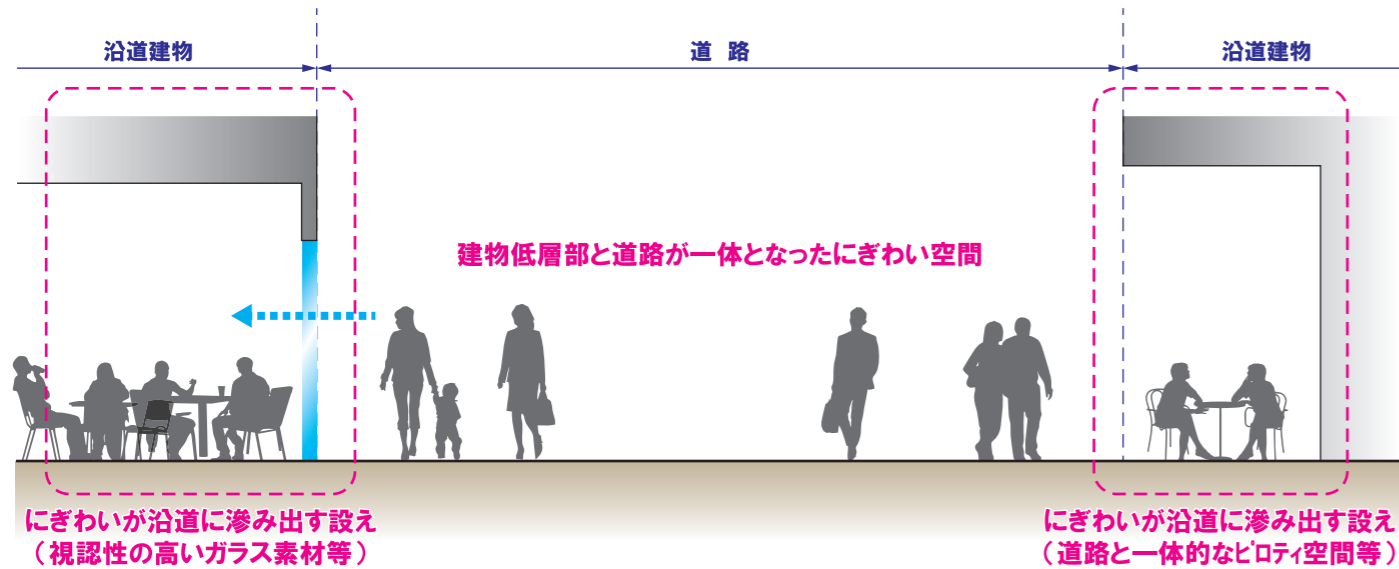 沿道建物
道 路
沿道建物
建物低層部と道路が一体となったにぎわい空間
にぎわいが沿道に滲み出す設え
（視認性の高いガラス素材等）
にぎわいが沿道に滲み出す設え
（道路と一体的なピロティ空間等）